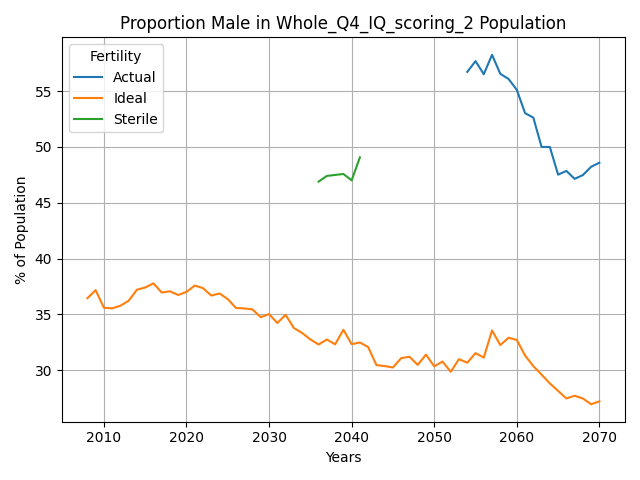 Proportion Male in Whole_Q4_IQ_scoring_2 Population
Fertility
Actual
Ideal
Sterile
% of Population
55
50
45
40
35
30
2010 2020 2030 2040 2050 2060 2070
Years